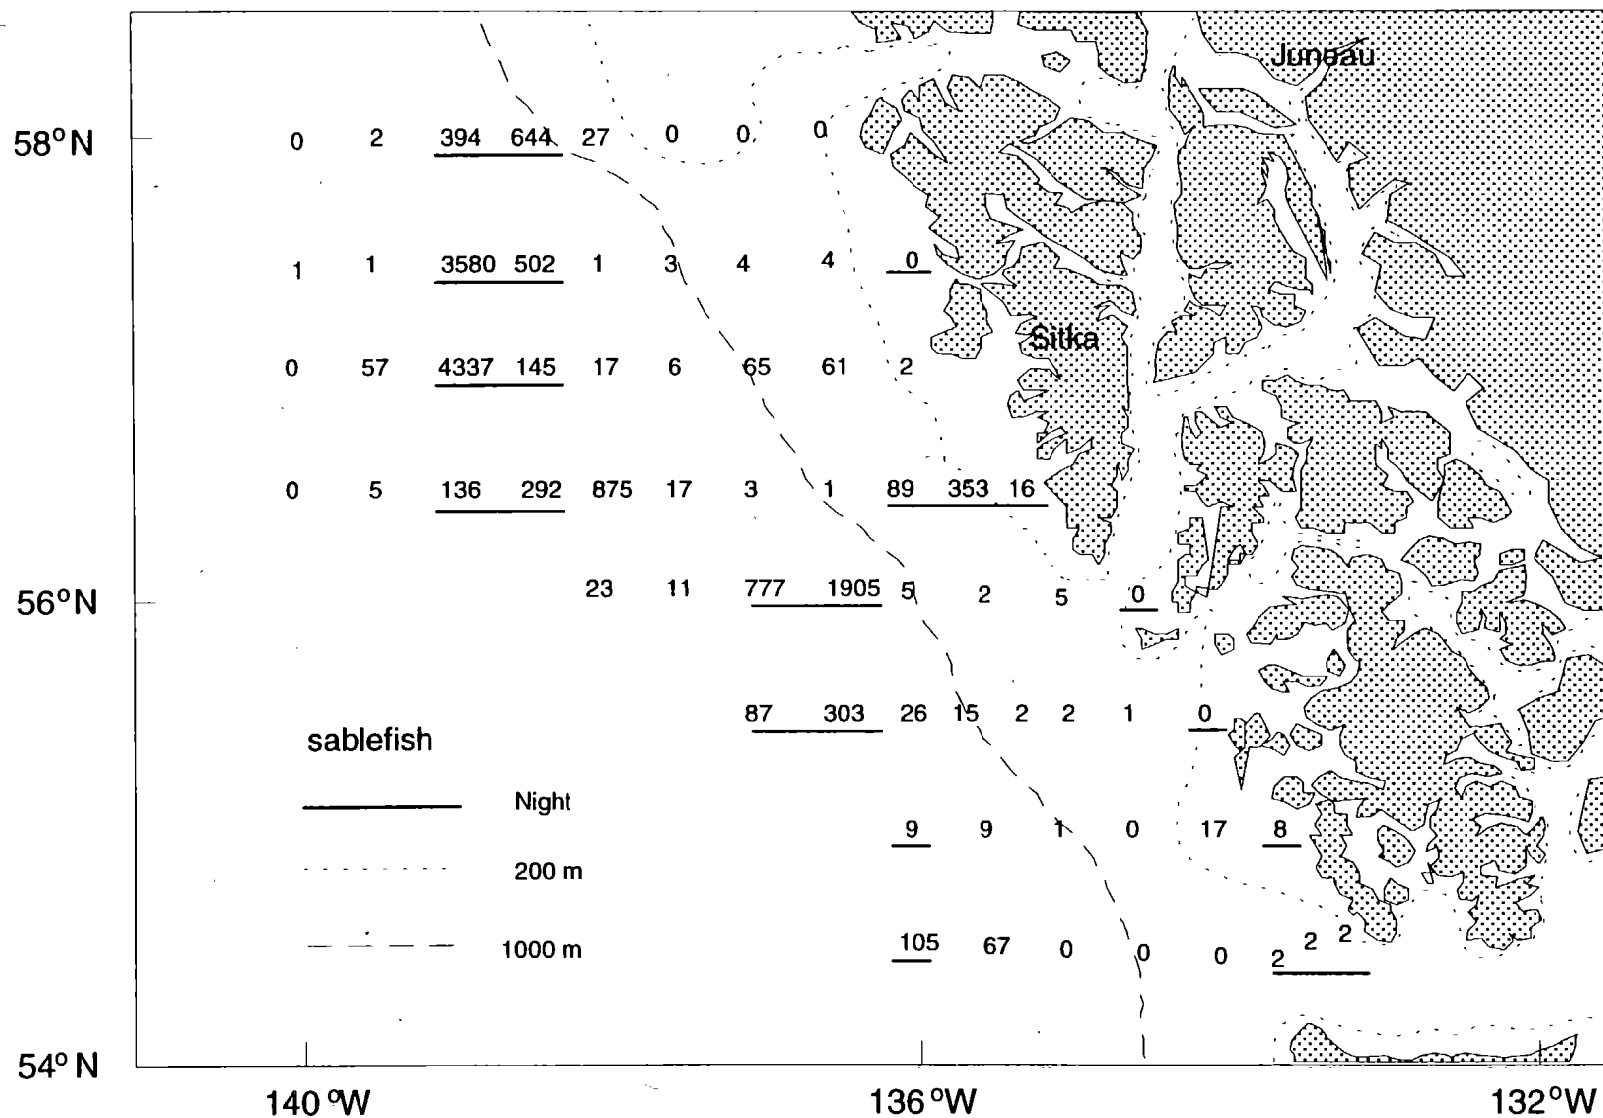 Juneau
58°N
0 2 394 644 27 0 0 0
1 1 3580 502 1 3 4 4 0
Sitka
0 57 4337 145 17 6 65 61 2
0 5 136 292 875 17 3 1 89 353 16
56°N
23 11 777 1905 5 2 5 0
87 303 26 15 2 2 1 0
sablefish
Night
9 9 1 0 17 8
200 m
105 67 0 0 0 2 2 2
1000 m
54°N
140°W 136°W 132°W